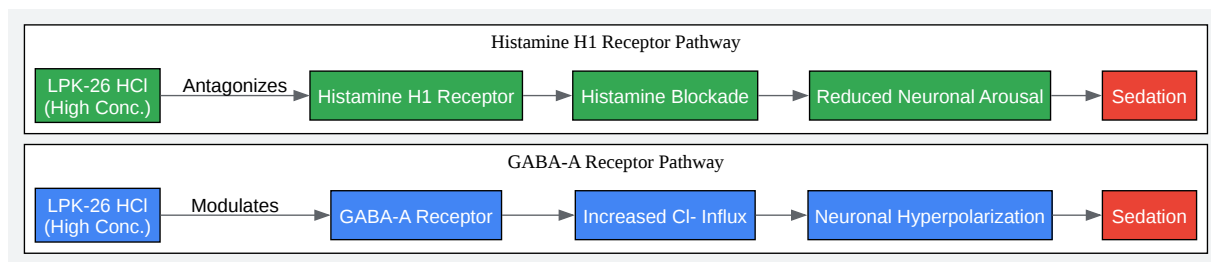 Histamine H1 Receptor Pathway
LPK-26 HCl
(High Conc.)
Antagonizes
Histamine H1 Receptor
Histamine Blockade
Reduced Neuronal Arousal
Sedation
GABA-A Receptor Pathway
LPK-26 HCl
(High Conc.)
Modulates
GABA-A Receptor
Increased Cl- Influx
Neuronal Hyperpolarization
Sedation